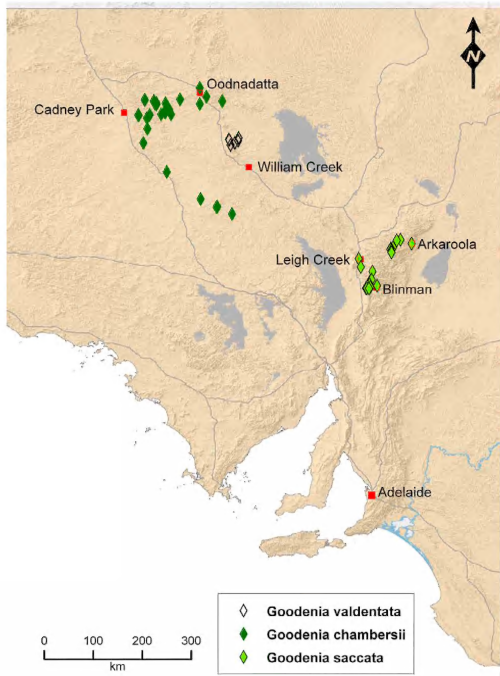 N
Oodnadatta
Cadney Park
William Creek
Arkaroola
Leigh Creek
Blinman
Adelaide
Goodenia valdentata
Goodenia chambersii
Goodenia saccata
0 100 200 300
km